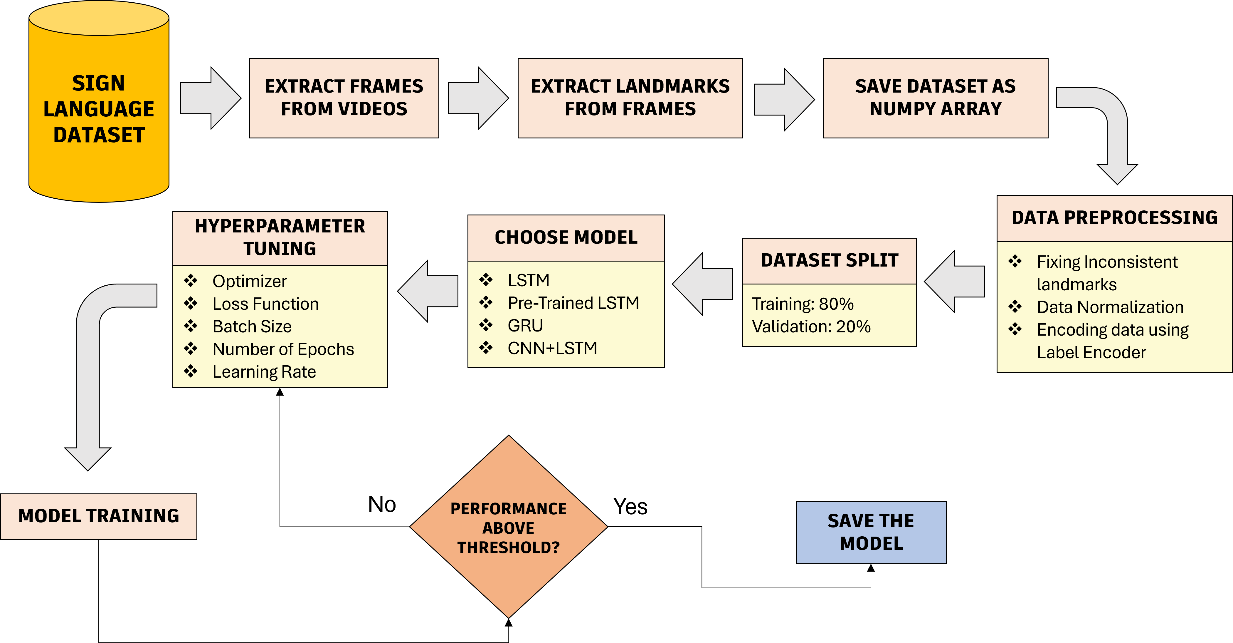 SIGN
LANGUAGE
DATASET
EXTRACT FRAMES
FROM VIDEOS
EXTRACT LANDMARKS
FROM FRAMES
SAVE DATASET AS
NUMPY ARRAY
DATA PREPROCESSING
❖ Fixing Inconsistent
landmarks
❖ Data Normalization
❖ Encoding data using
Label Encoder
DATASET SPLIT
Training: 80%
Validation: 20%
CHOOSE MODEL
❖ LSTM
❖ Pre-Trained LSTM
❖ GRU
❖ CNN+LSTM
HYPERPARAMETER
TUNING
❖ Optimizer
❖ Loss Function
❖ Batch Size
❖ Number of Epochs
❖ Learning Rate
MODEL TRAINING
PERFORMANCE
ABOVE
THRESHOLD?
No
Yes
SAVE THE
MODEL